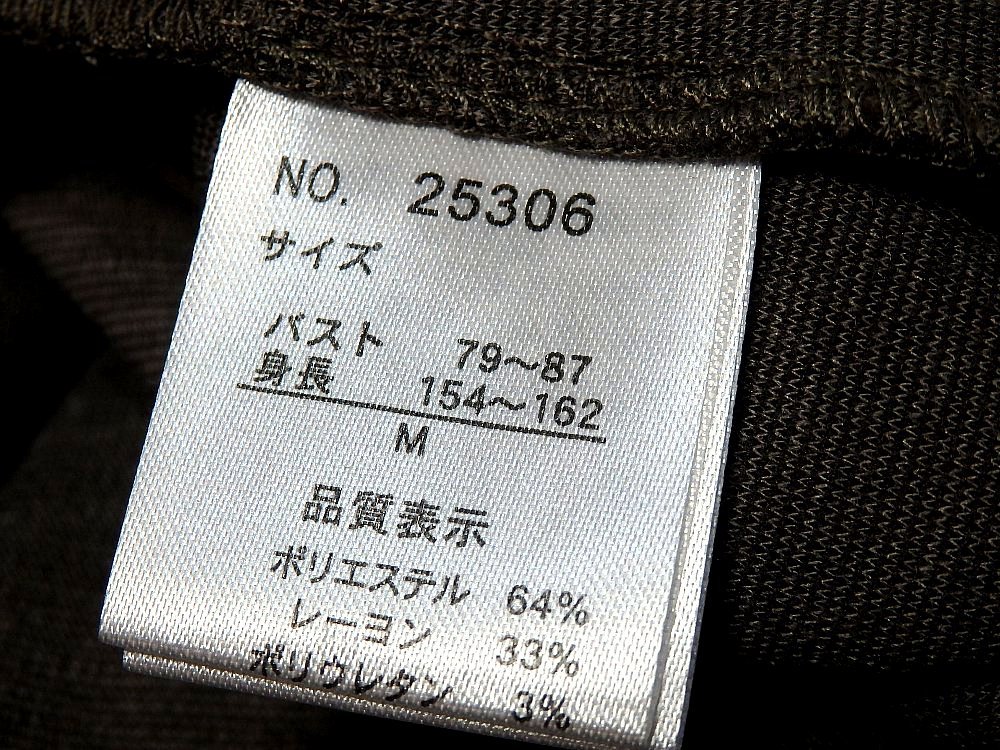 NO. 25306
サイズ
バスト 79〜87
身長 154〜162
M
品質表示
ポリエステル 64%
レーヨン 33%
ポリウレタン 3%